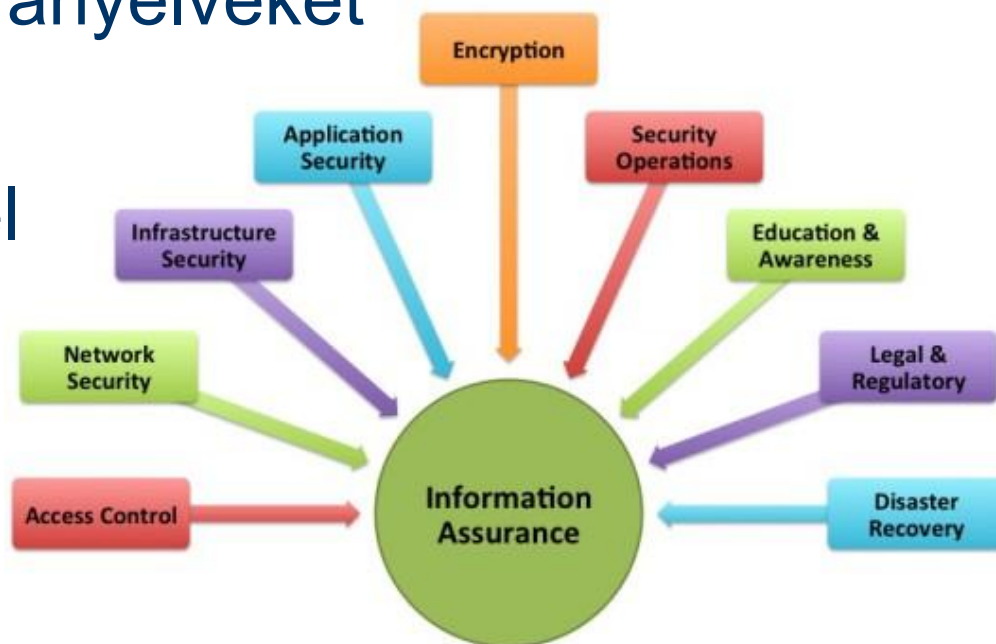 anyelveket
Encryption
Application
Security
Security
Operations
Infrastructure
Security
Education &
Awareness
Network
Security
Legal &
Regulatory
Access Control
Information
Assurance
Disaster
Recovery